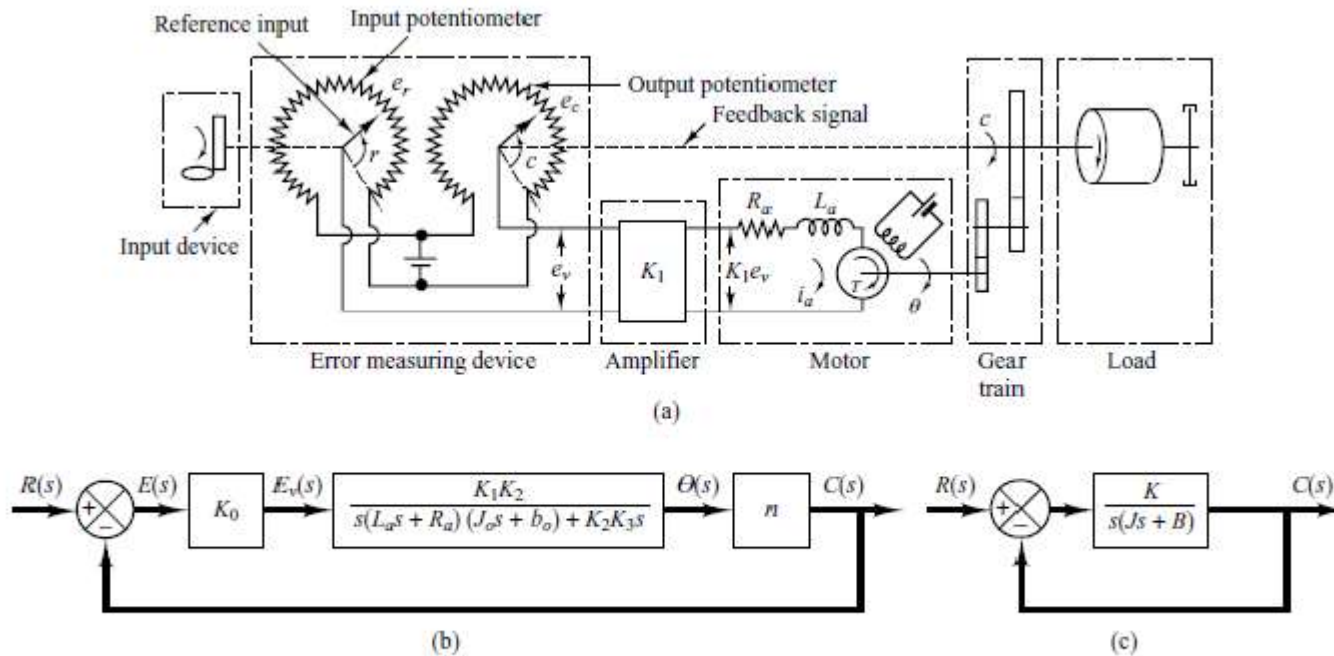 Reference input
Input potentiometer
e_r
Output potentiometer
e_c
Feedback signal
r
c
c
Input device
R_a
L_a
e_v
K_1
K_1e_v
i_a
T
θ
Error measuring device
Amplifier
Motor
Gear
train
Load
(a)
R(s)
+
−
E(s)
K_0
E_v(s)
K_1K_2
s(L_as + R_a) (J_os + b_o) + K_2K_3s
Θ(s)
n
C(s)
(b)
R(s)
+
−
K
s(Js + B)
C(s)
(c)